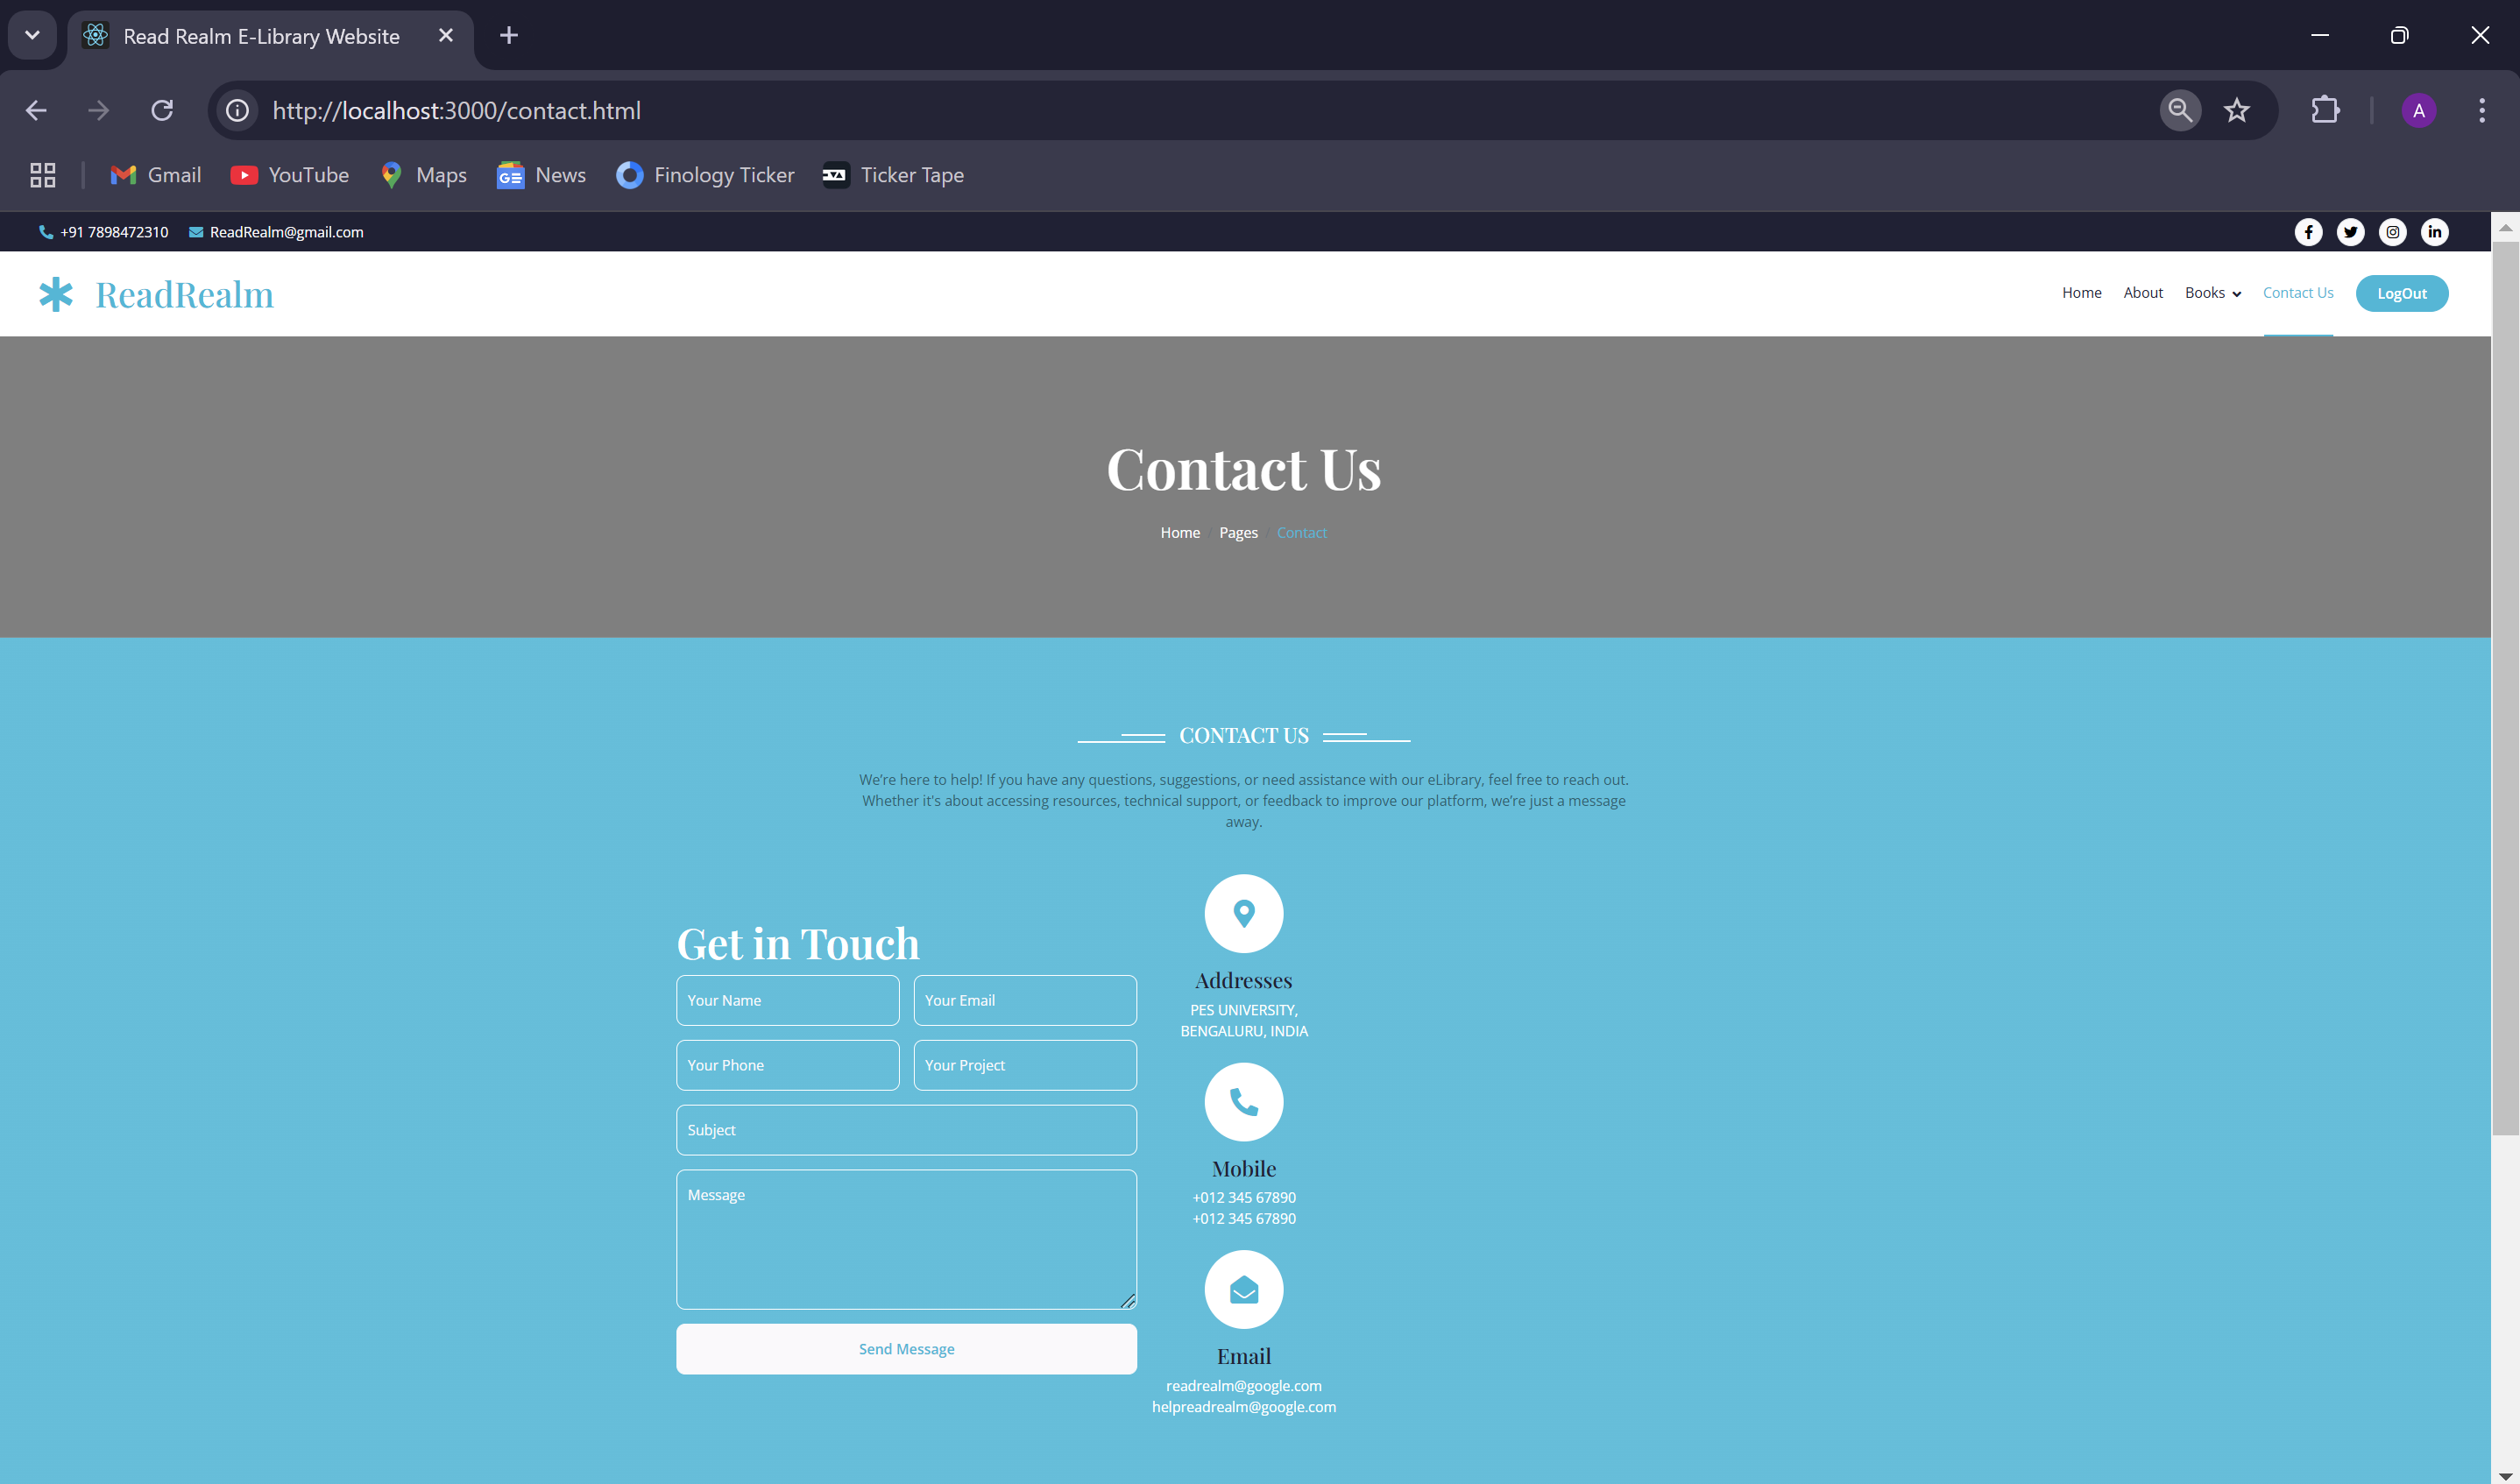 Read Realm E-Library Website
http://localhost:3000/contact.html
A
Gmail
YouTube
Maps
News
Finology Ticker
Ticker Tape
+91 7898472310
ReadRealm@gmail.com
ReadRealm
Home
About
Books
Contact Us
LogOut
Contact Us
Home / Pages / Contact
CONTACT US
We’re here to help! If you have any questions, suggestions, or need assistance with our eLibrary, feel free to reach out.
Whether it's about accessing resources, technical support, or feedback to improve our platform, we’re just a message
away.
Get in Touch
Your Name
Your Email
Your Phone
Your Project
Subject
Message
Send Message
Addresses
PES UNIVERSITY,
BENGALURU, INDIA
Mobile
+012 345 67890
+012 345 67890
Email
readrealm@google.com
helpreadrealm@google.com